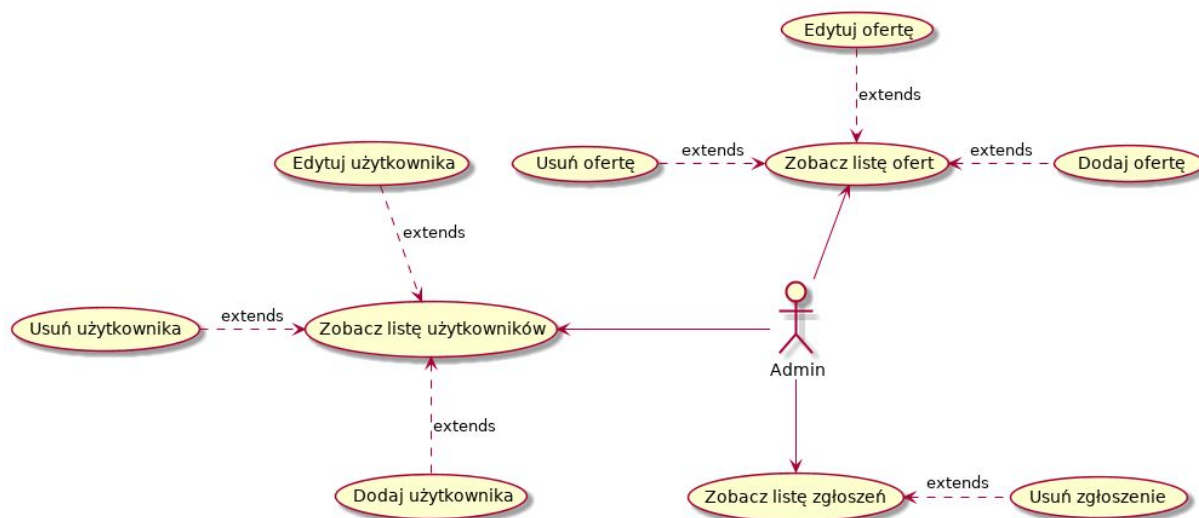 Edytuj ofertę
extends
Usuń ofertę
extends
Zobacz listę ofert
extends
Dodaj ofertę
Edytuj użytkownika
extends
Usuń użytkownika
extends
Zobacz listę użytkowników
Admin
extends
Dodaj użytkownika
Zobacz listę zgłoszeń
extends
Usuń zgłoszenie